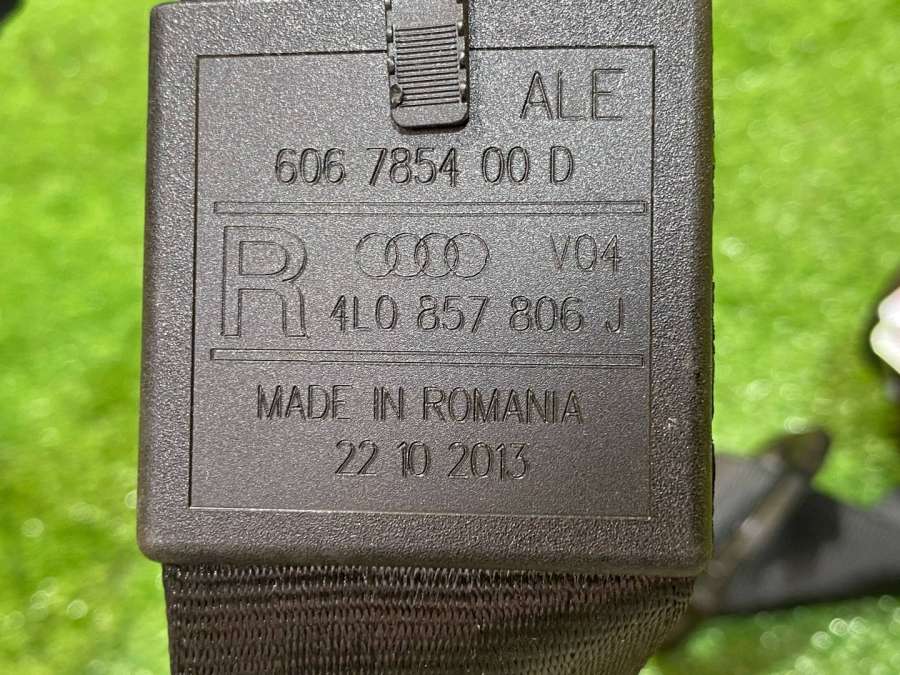 ALE
606 7854 00 D
R V04
4L0 857 806 J
MADE IN ROMANIA
22 10 2013